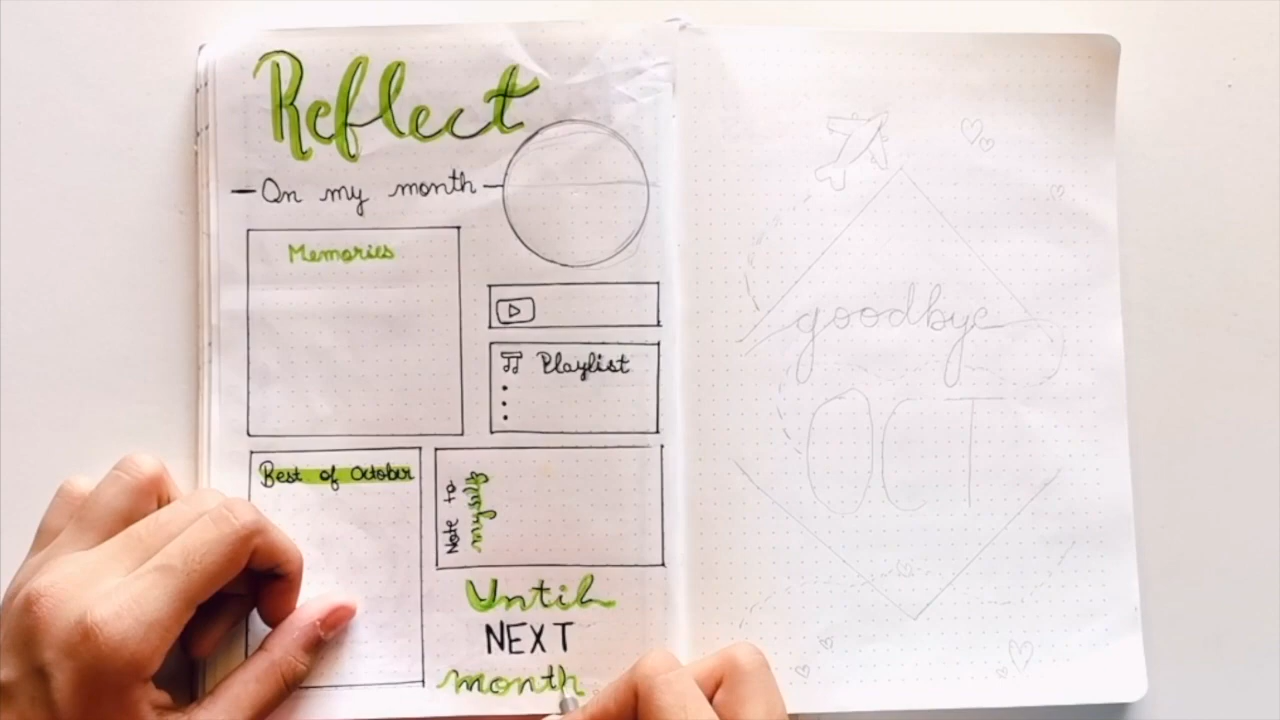 Reflect
On my month
Memories
Playlist
Best of October
Note to
myself
Until
NEXT
month
goodbye
OCT